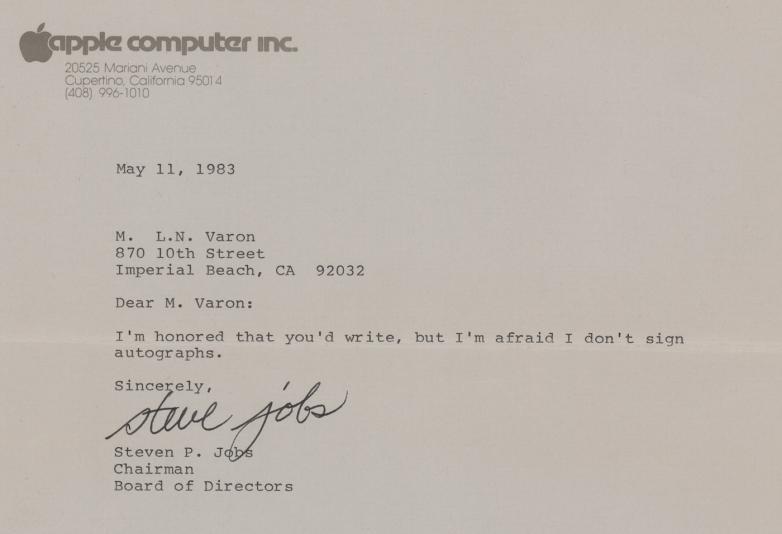 apple computer inc.
20525 Mariani Avenue
Cupertino, California 95014
(408) 996-1010
May 11, 1983
M.  L.N. Varon
870 10th Street
Imperial Beach, CA  92032
Dear M. Varon:
I'm honored that you'd write, but I'm afraid I don't sign
autographs.
Sincerely,
steve jobs
Steven P. Jobs
Chairman
Board of Directors